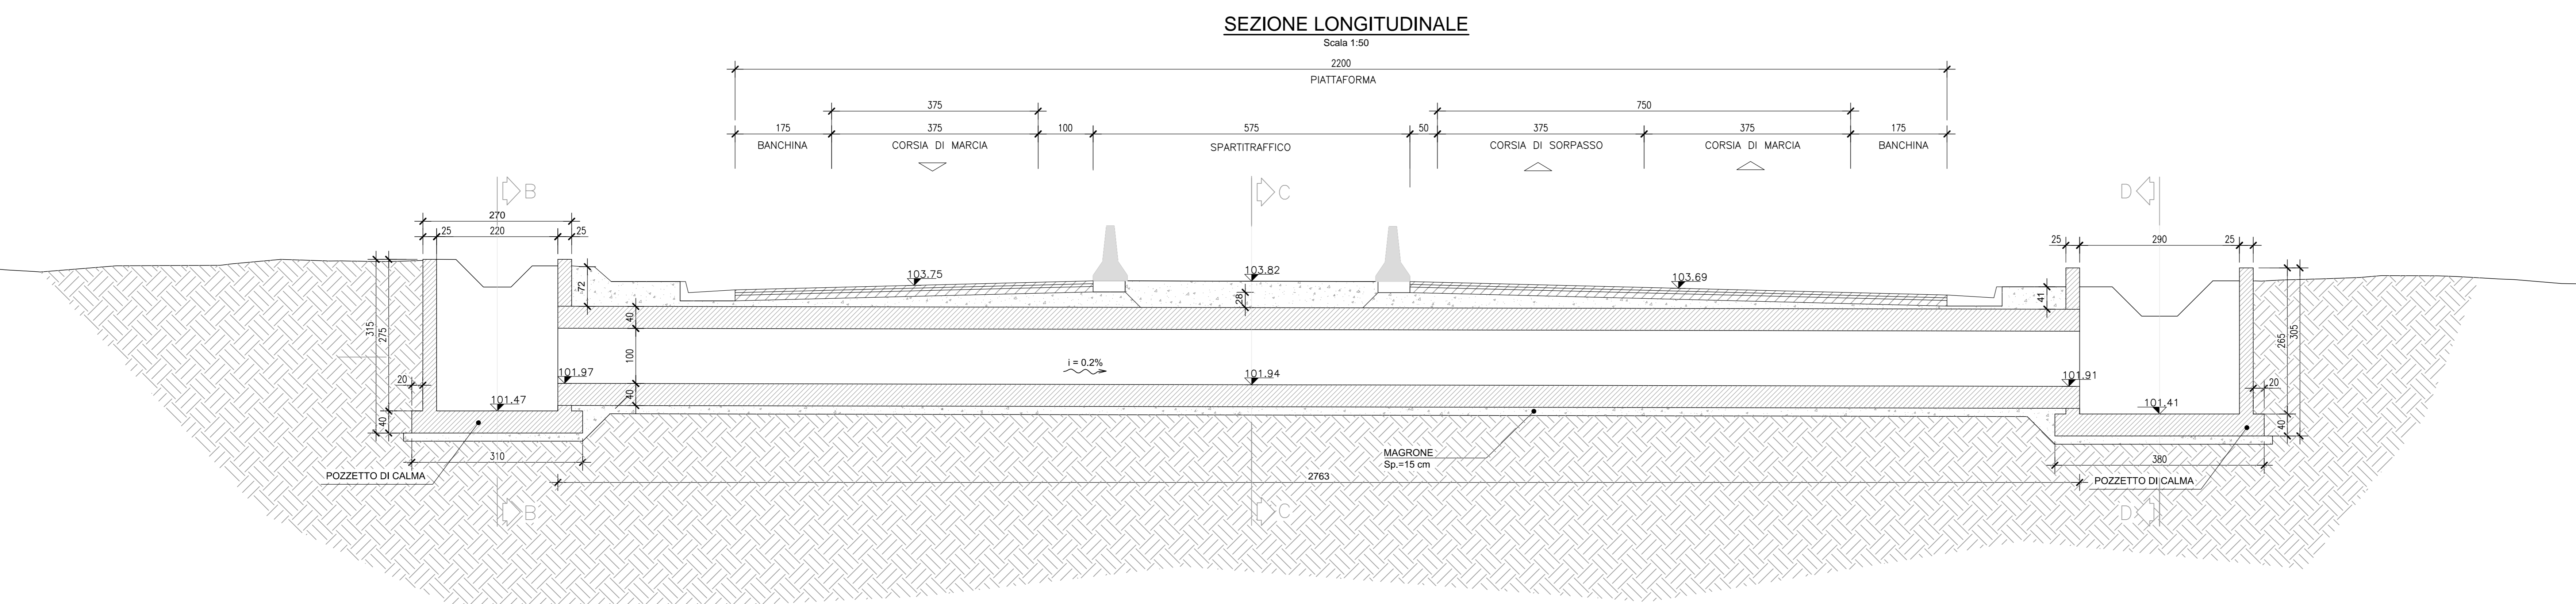 SEZIONE LONGITUDINALE
Scala 1:50
2200
PIATTAFORMA
375
750
175
375
100
575
50
375
375
175
BANCHINA
CORSIA DI MARCIA
SPARTITRAFFICO
CORSIA DI SORPASSO
CORSIA DI MARCIA
BANCHINA
B
C
D
270
25
220
25
25
290
25
103.75
103.82
103.69
72
28
41
315
275
40
100
40
265
305
i = 0.2%
101.97
101.94
101.91
20
20
101.47
101.41
40
40
310
MAGRONE
Sp.=15 cm
380
POZZETTO DI CALMA
2763
POZZETTO DI CALMA
B
C
D